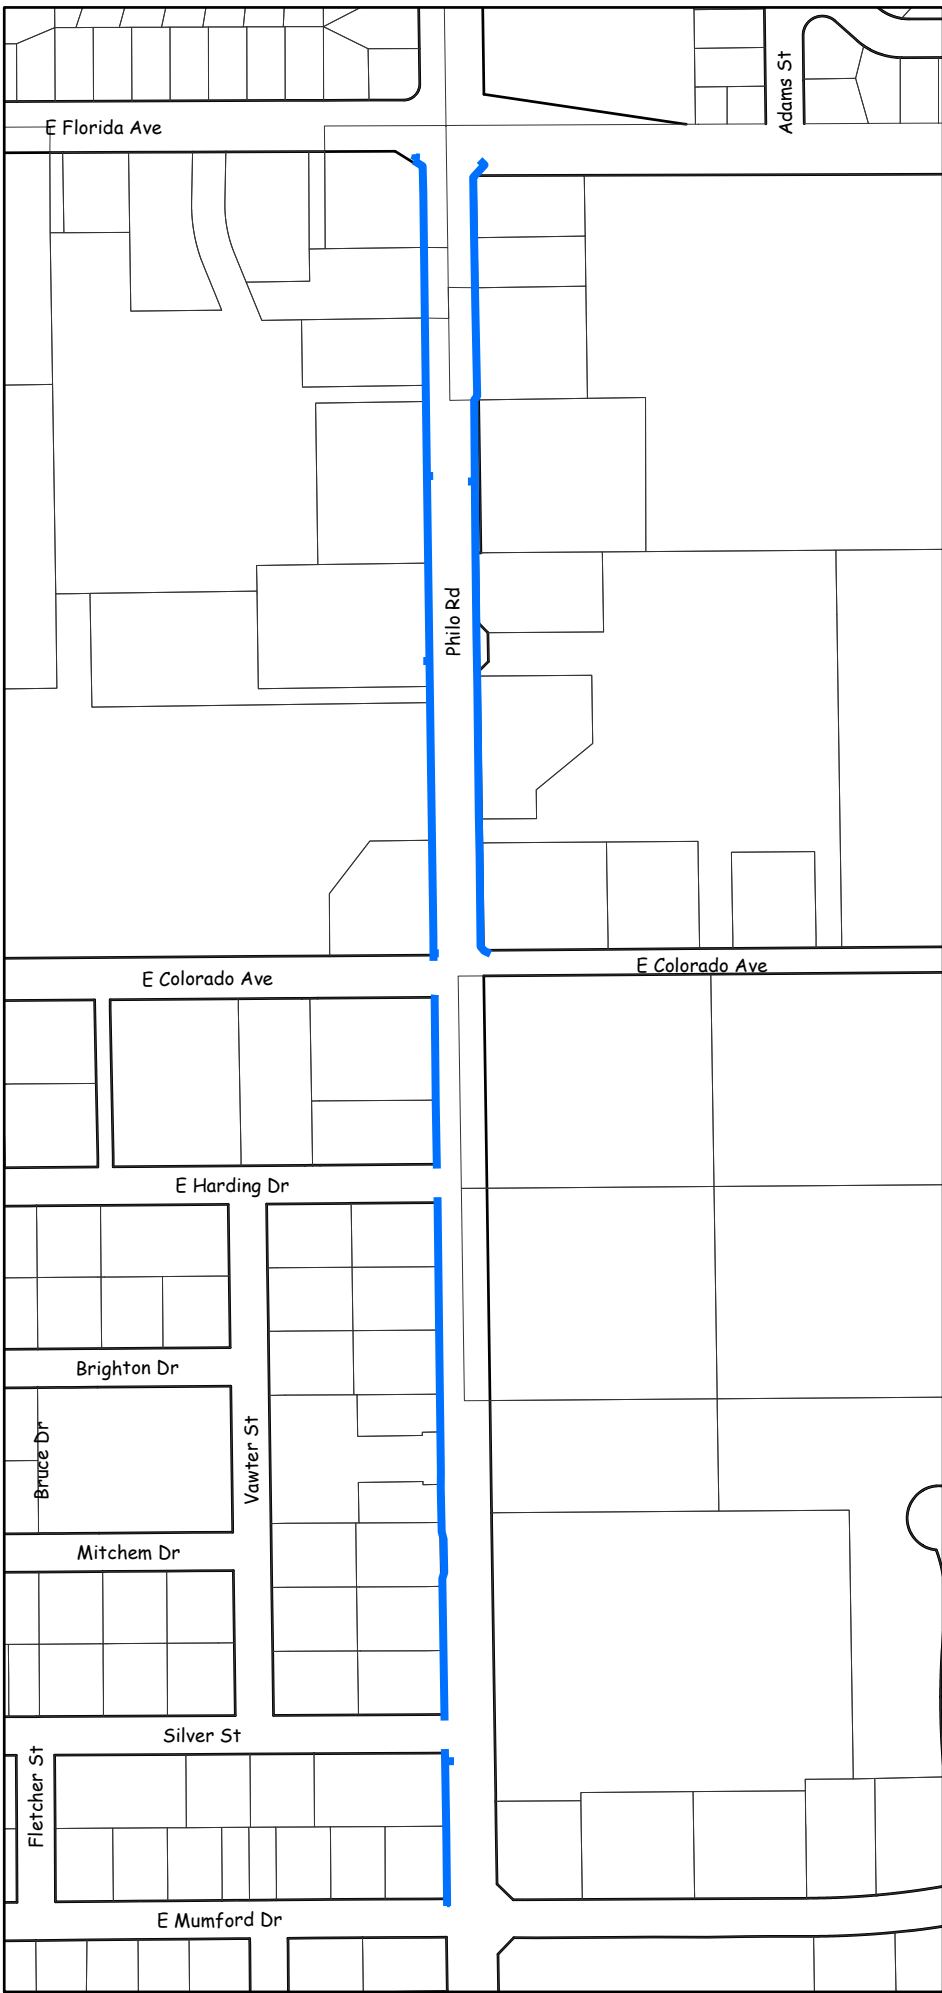 Adams St
E Florida Ave
Philo Rd
E Colorado Ave
E Colorado Ave
E Harding Dr
Brighton Dr
Bruce Dr
Vawter St
Mitchem Dr
Silver St
Fletcher St
E Mumford Dr